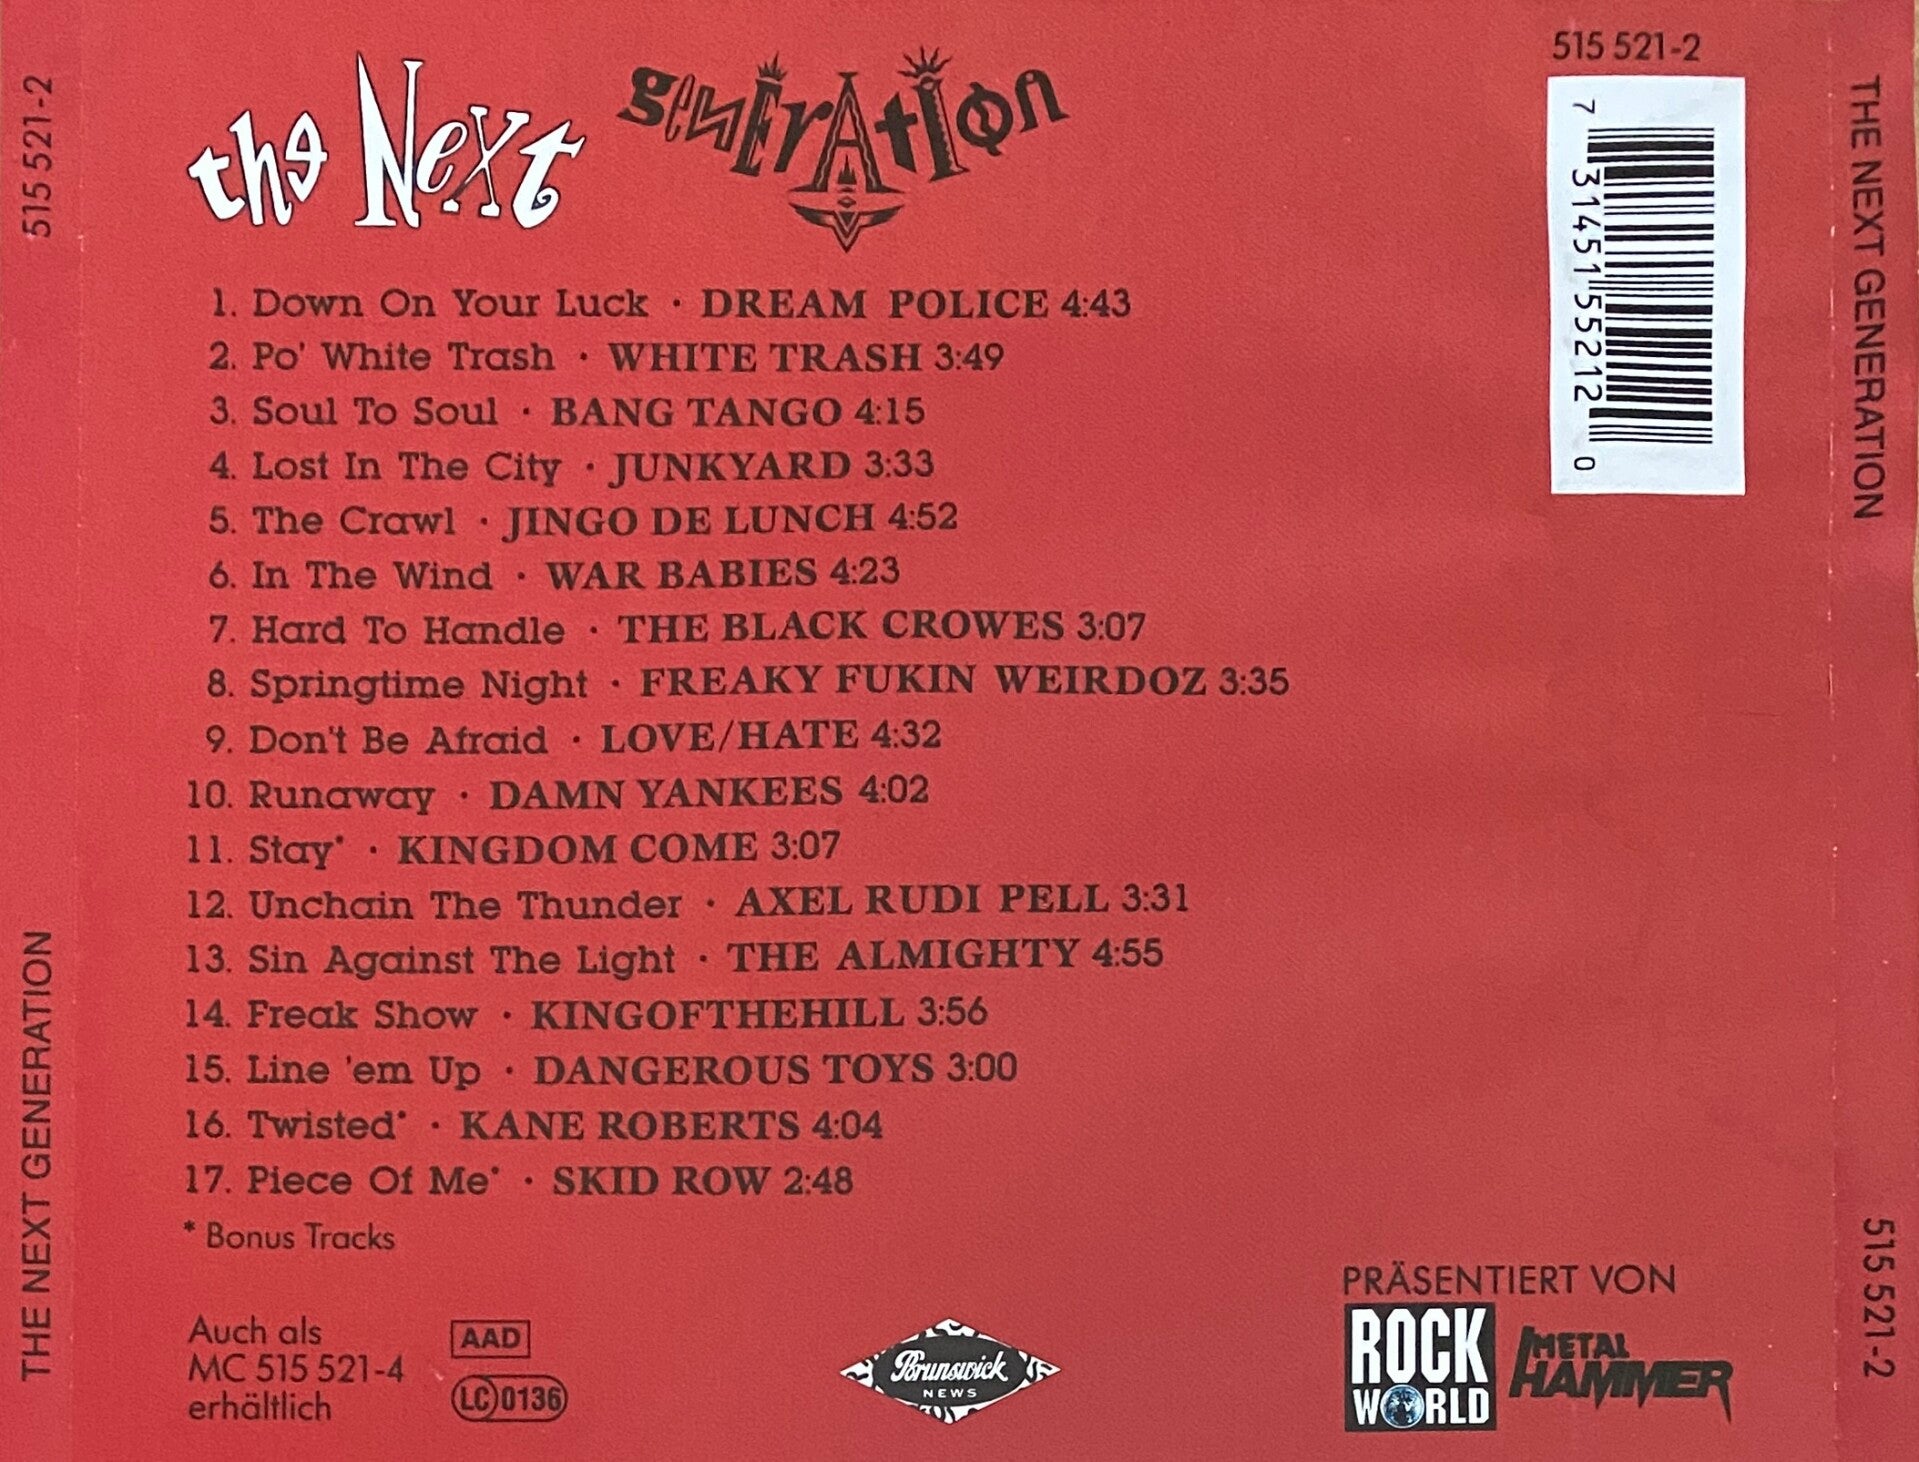 515 521-2
THE NEXT GENERATION
the Next generation
515 521-2
7 31451 55212 0
1. Down On Your Luck · DREAM POLICE 4:43
2. Po' White Trash · WHITE TRASH 3:49
3. Soul To Soul · BANG TANGO 4:15
4. Lost In The City · JUNKYARD 3:33
5. The Crawl · JINGO DE LUNCH 4:52
6. In The Wind · WAR BABIES 4:23
7. Hard To Handle · THE BLACK CROWES 3:07
8. Springtime Night · FREAKY FUKIN WEIRDOZ 3:35
9. Don't Be Afraid · LOVE/HATE 4:32
10. Runaway · DAMN YANKEES 4:02
11. Stay* · KINGDOM COME 3:07
12. Unchain The Thunder · AXEL RUDI PELL 3:31
13. Sin Against The Light · THE ALMIGHTY 4:55
14. Freak Show · KINGOFTHEHILL 3:56
15. Line 'em Up · DANGEROUS TOYS 3:00
16. Twisted* · KANE ROBERTS 4:04
17. Piece Of Me* · SKID ROW 2:48
* Bonus Tracks
Auch als
MC 515 521-4
erhältlich
AAD
LC 0136
Brunswick
NEWS
PRÄSENTIERT VON
ROCK
WORLD
METAL
HAMMER
THE NEXT GENERATION
515 521-2